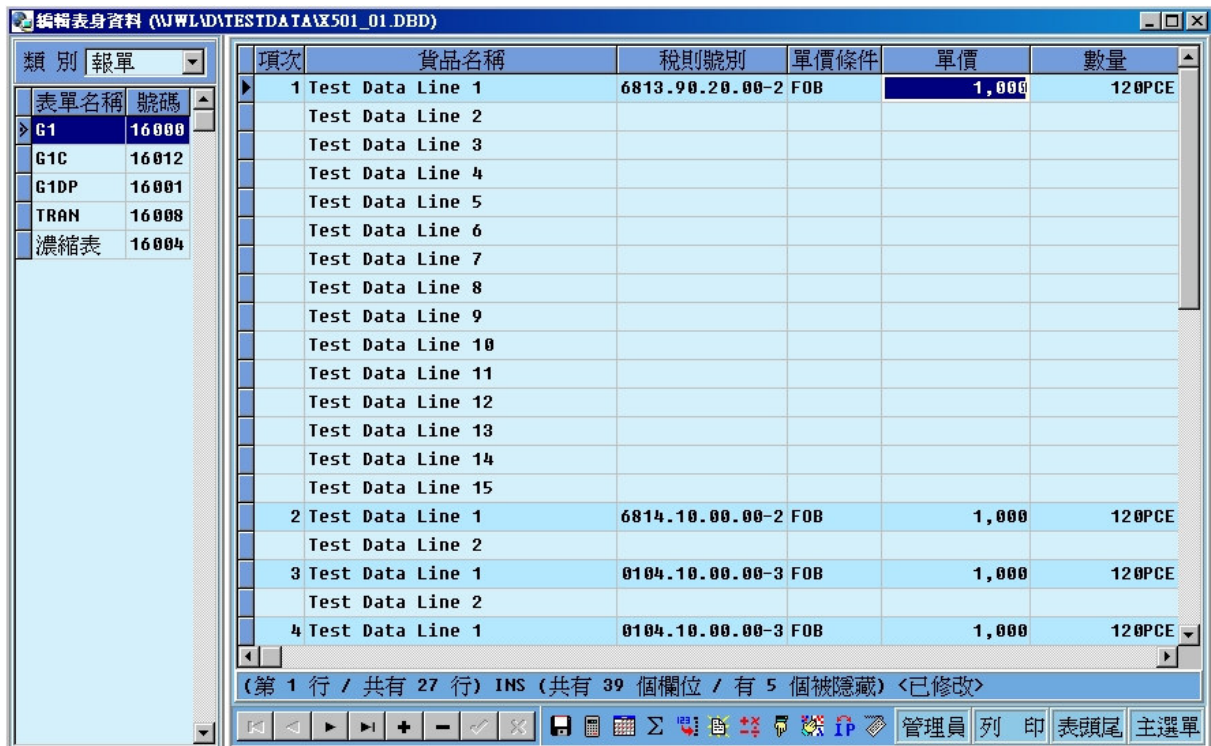 編輯表身資料 (\\JWL\D\TESTDATA\X501_01.DBD)
類 別 報單
表單名稱 號碼
G1 16000
G1C 16012
G1DP 16001
TRAN 16008
濃縮表 16004
項次 貨品名稱 稅則號別 單價條件 單價 數量
1 Test Data Line 1 6813.90.20.00-2 FOB 1,000 120PCE
Test Data Line 2
Test Data Line 3
Test Data Line 4
Test Data Line 5
Test Data Line 6
Test Data Line 7
Test Data Line 8
Test Data Line 9
Test Data Line 10
Test Data Line 11
Test Data Line 12
Test Data Line 13
Test Data Line 14
Test Data Line 15
2 Test Data Line 1 6814.10.00.00-2 FOB 1,000 120PCE
Test Data Line 2
3 Test Data Line 1 0104.10.00.00-3 FOB 1,000 120PCE
Test Data Line 2
4 Test Data Line 1 0104.10.00.00-3 FOB 1,000 120PCE
(第 1 行 / 共有 27 行) INS (共有 39 個欄位 / 有 5 個被隱藏) <已修改>
管理員 列 印 表頭尾 主選單